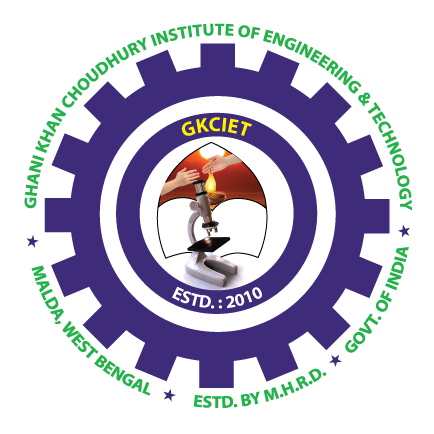 GHANI KHAN CHOUDHURY INSTITUTE OF ENGINEERING & TECHNOLOGY
GKCIET
ESTD. : 2010
MALDA, WEST BENGAL
ESTD. BY M.H.R.D.
GOVT. OF INDIA